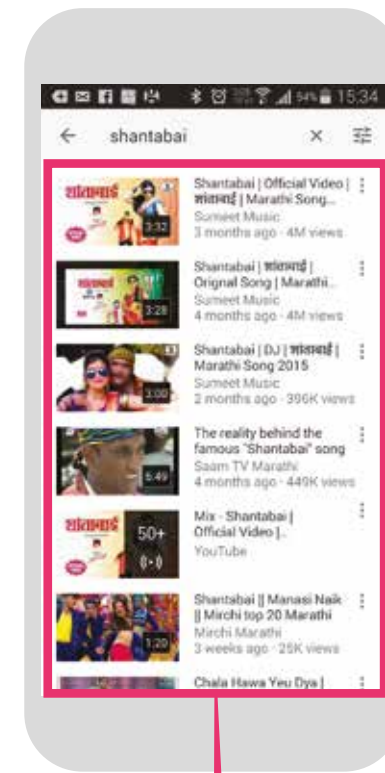 54% 15:34
shantabai
शांताबाई
3:32
Shantabai | Official Video |
शांताबाई | Marathi Song...
Sumeet Music
3 months ago · 4M views
3:28
Shantabai | शांताबाई |
Orignal Song | Marathi..
Sumeet Music
4 months ago · 4M views
3:00
Shantabai | DJ | शांताबाई |
Marathi Song 2015
Sumeet Music
2 months ago · 396K views
6:49
The reality behind the
famous "Shantabai" song
Saam TV Marathi
4 months ago · 449K views
शांताबाई
50+
Mix - Shantabai |
Official Video |..
YouTube
1:20
Shantabai || Manasi Naik
|| Mirchi top 20 Marathi
Mirchi Marathi
3 weeks ago · 25K views
Chala Hawa Yeu Dya |